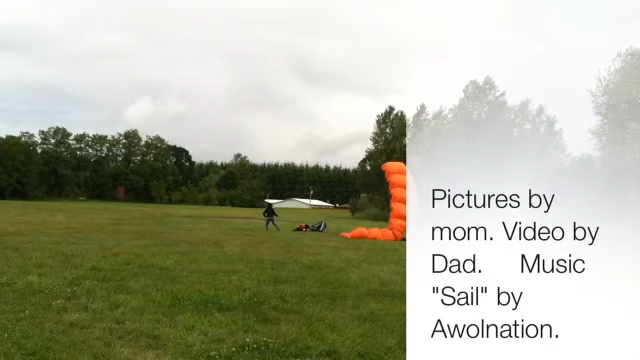 Pictures by
mom. Video by
Dad. Music
"Sail" by
Awolnation.